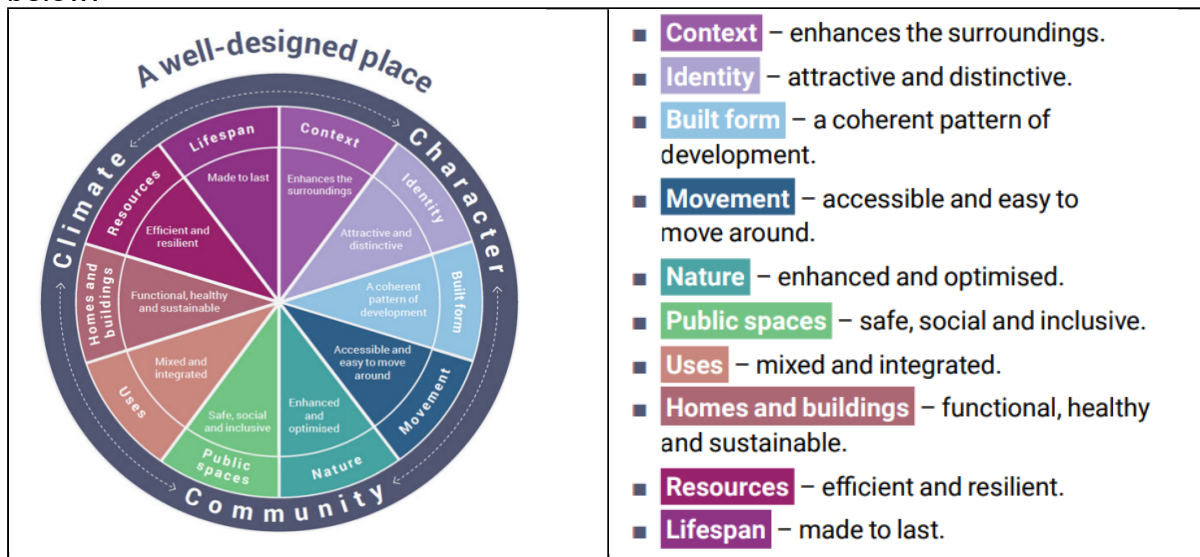 A well-designed place
Climate
Character
Community
Lifespan
Made to last
Context
Enhances the
surroundings
Identity
Attractive and
distinctive
Built form
A coherent
pattern of
development
Movement
Accessible and
easy to move
around
Nature
Enhanced
and
optimised
Public
spaces
Safe, social
and inclusive
Uses
Mixed and
integrated
Homes and
buildings
Functional, healthy
and sustainable
Resources
Efficient and
resilient
■ Context – enhances the surroundings.
■ Identity – attractive and distinctive.
■ Built form – a coherent pattern of
development.
■ Movement – accessible and easy to
move around.
■ Nature – enhanced and optimised.
■ Public spaces – safe, social and inclusive.
■ Uses – mixed and integrated.
■ Homes and buildings – functional, healthy
and sustainable.
■ Resources – efficient and resilient.
■ Lifespan – made to last.